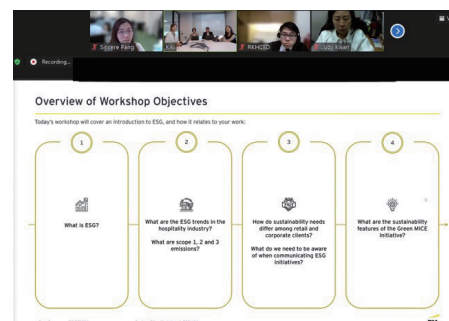 Sincere Pang
RKHCSD
Judy Kwan
Recording...
Overview of Workshop Objectives
Today's workshop will cover an introduction to ESG, and how it relates to your work:
1
What is ESG?
2
What are the ESG trends in the
hospitality industry?
What are scope 1, 2 and 3
emissions?
3
How do sustainability needs
differ among retail and
corporate clients?
What do we need to be aware
of when communicating ESG
initiatives?
4
What are the sustainability
features of the Green MICE
Initiative?